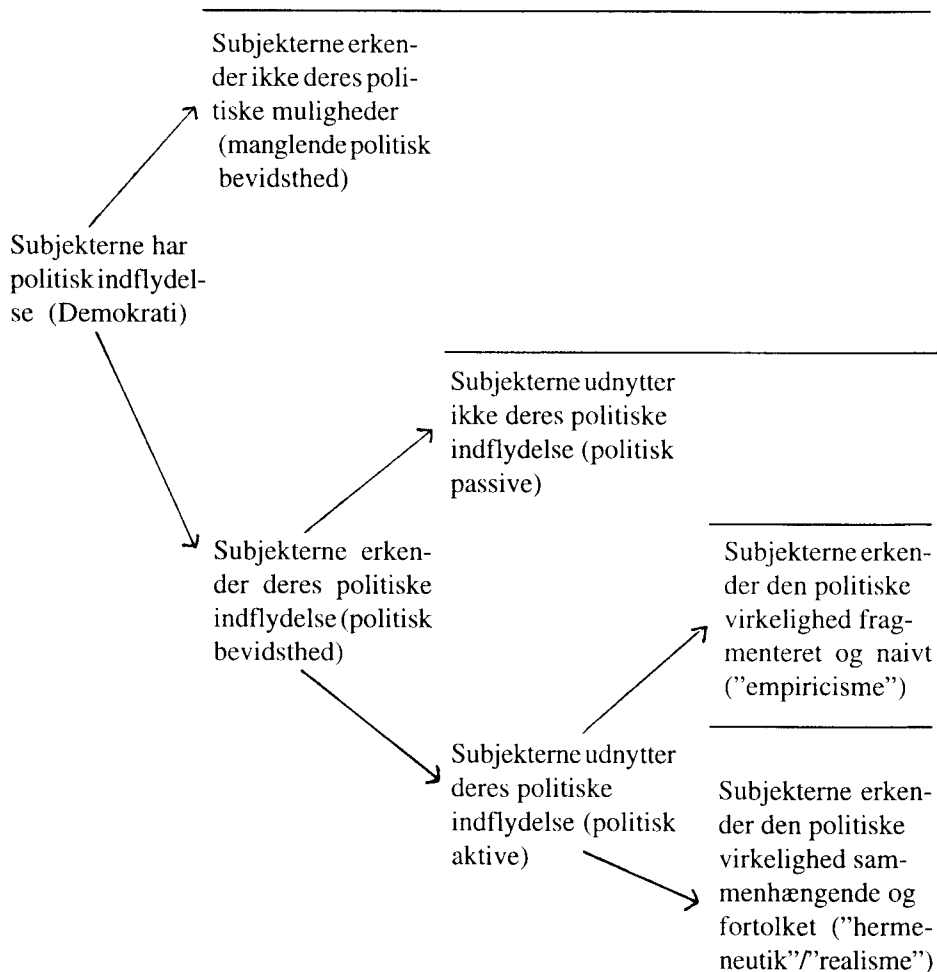 Subjekterne erken-
der ikke deres poli-
tiske muligheder
(manglende politisk
bevidsthed)
Subjekterne har
politisk indflydel-
se (Demokrati)
Subjekterne udnytter
ikke deres politiske
indflydelse (politisk
passive)
Subjekterne erken-
der deres politiske
indflydelse (politisk
bevidsthed)
Subjekterne erken-
der den politiske
virkelighed frag-
menteret og naivt
("empiricisme")
Subjekterne udnytter
deres politiske
indflydelse (politisk
aktive)
Subjekterne erken-
der den politiske
virkelighed sam-
menhængende og
fortolket ("herme-
neutik"/"realisme")